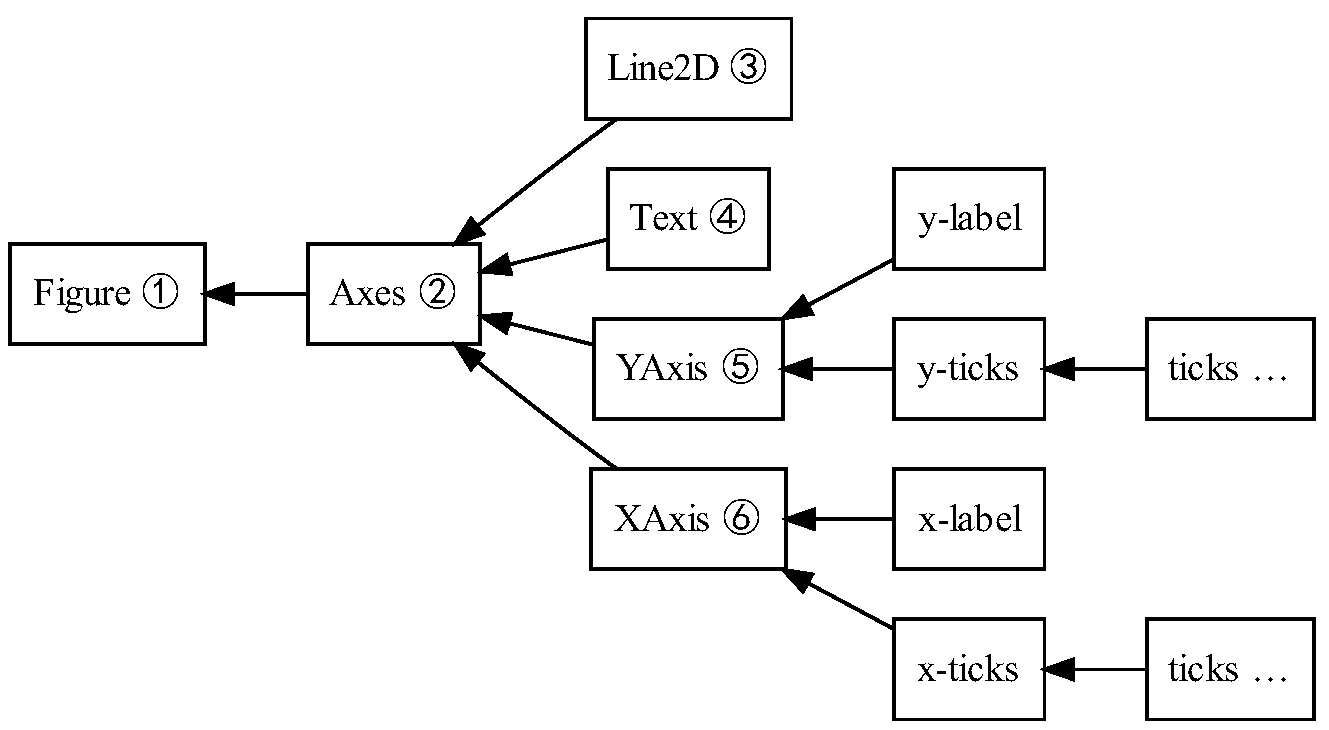 Line2D ③
Text ④
y-label
Figure ①
Axes ②
YAxis ⑤
y-ticks
ticks …
XAxis ⑥
x-label
x-ticks
ticks …